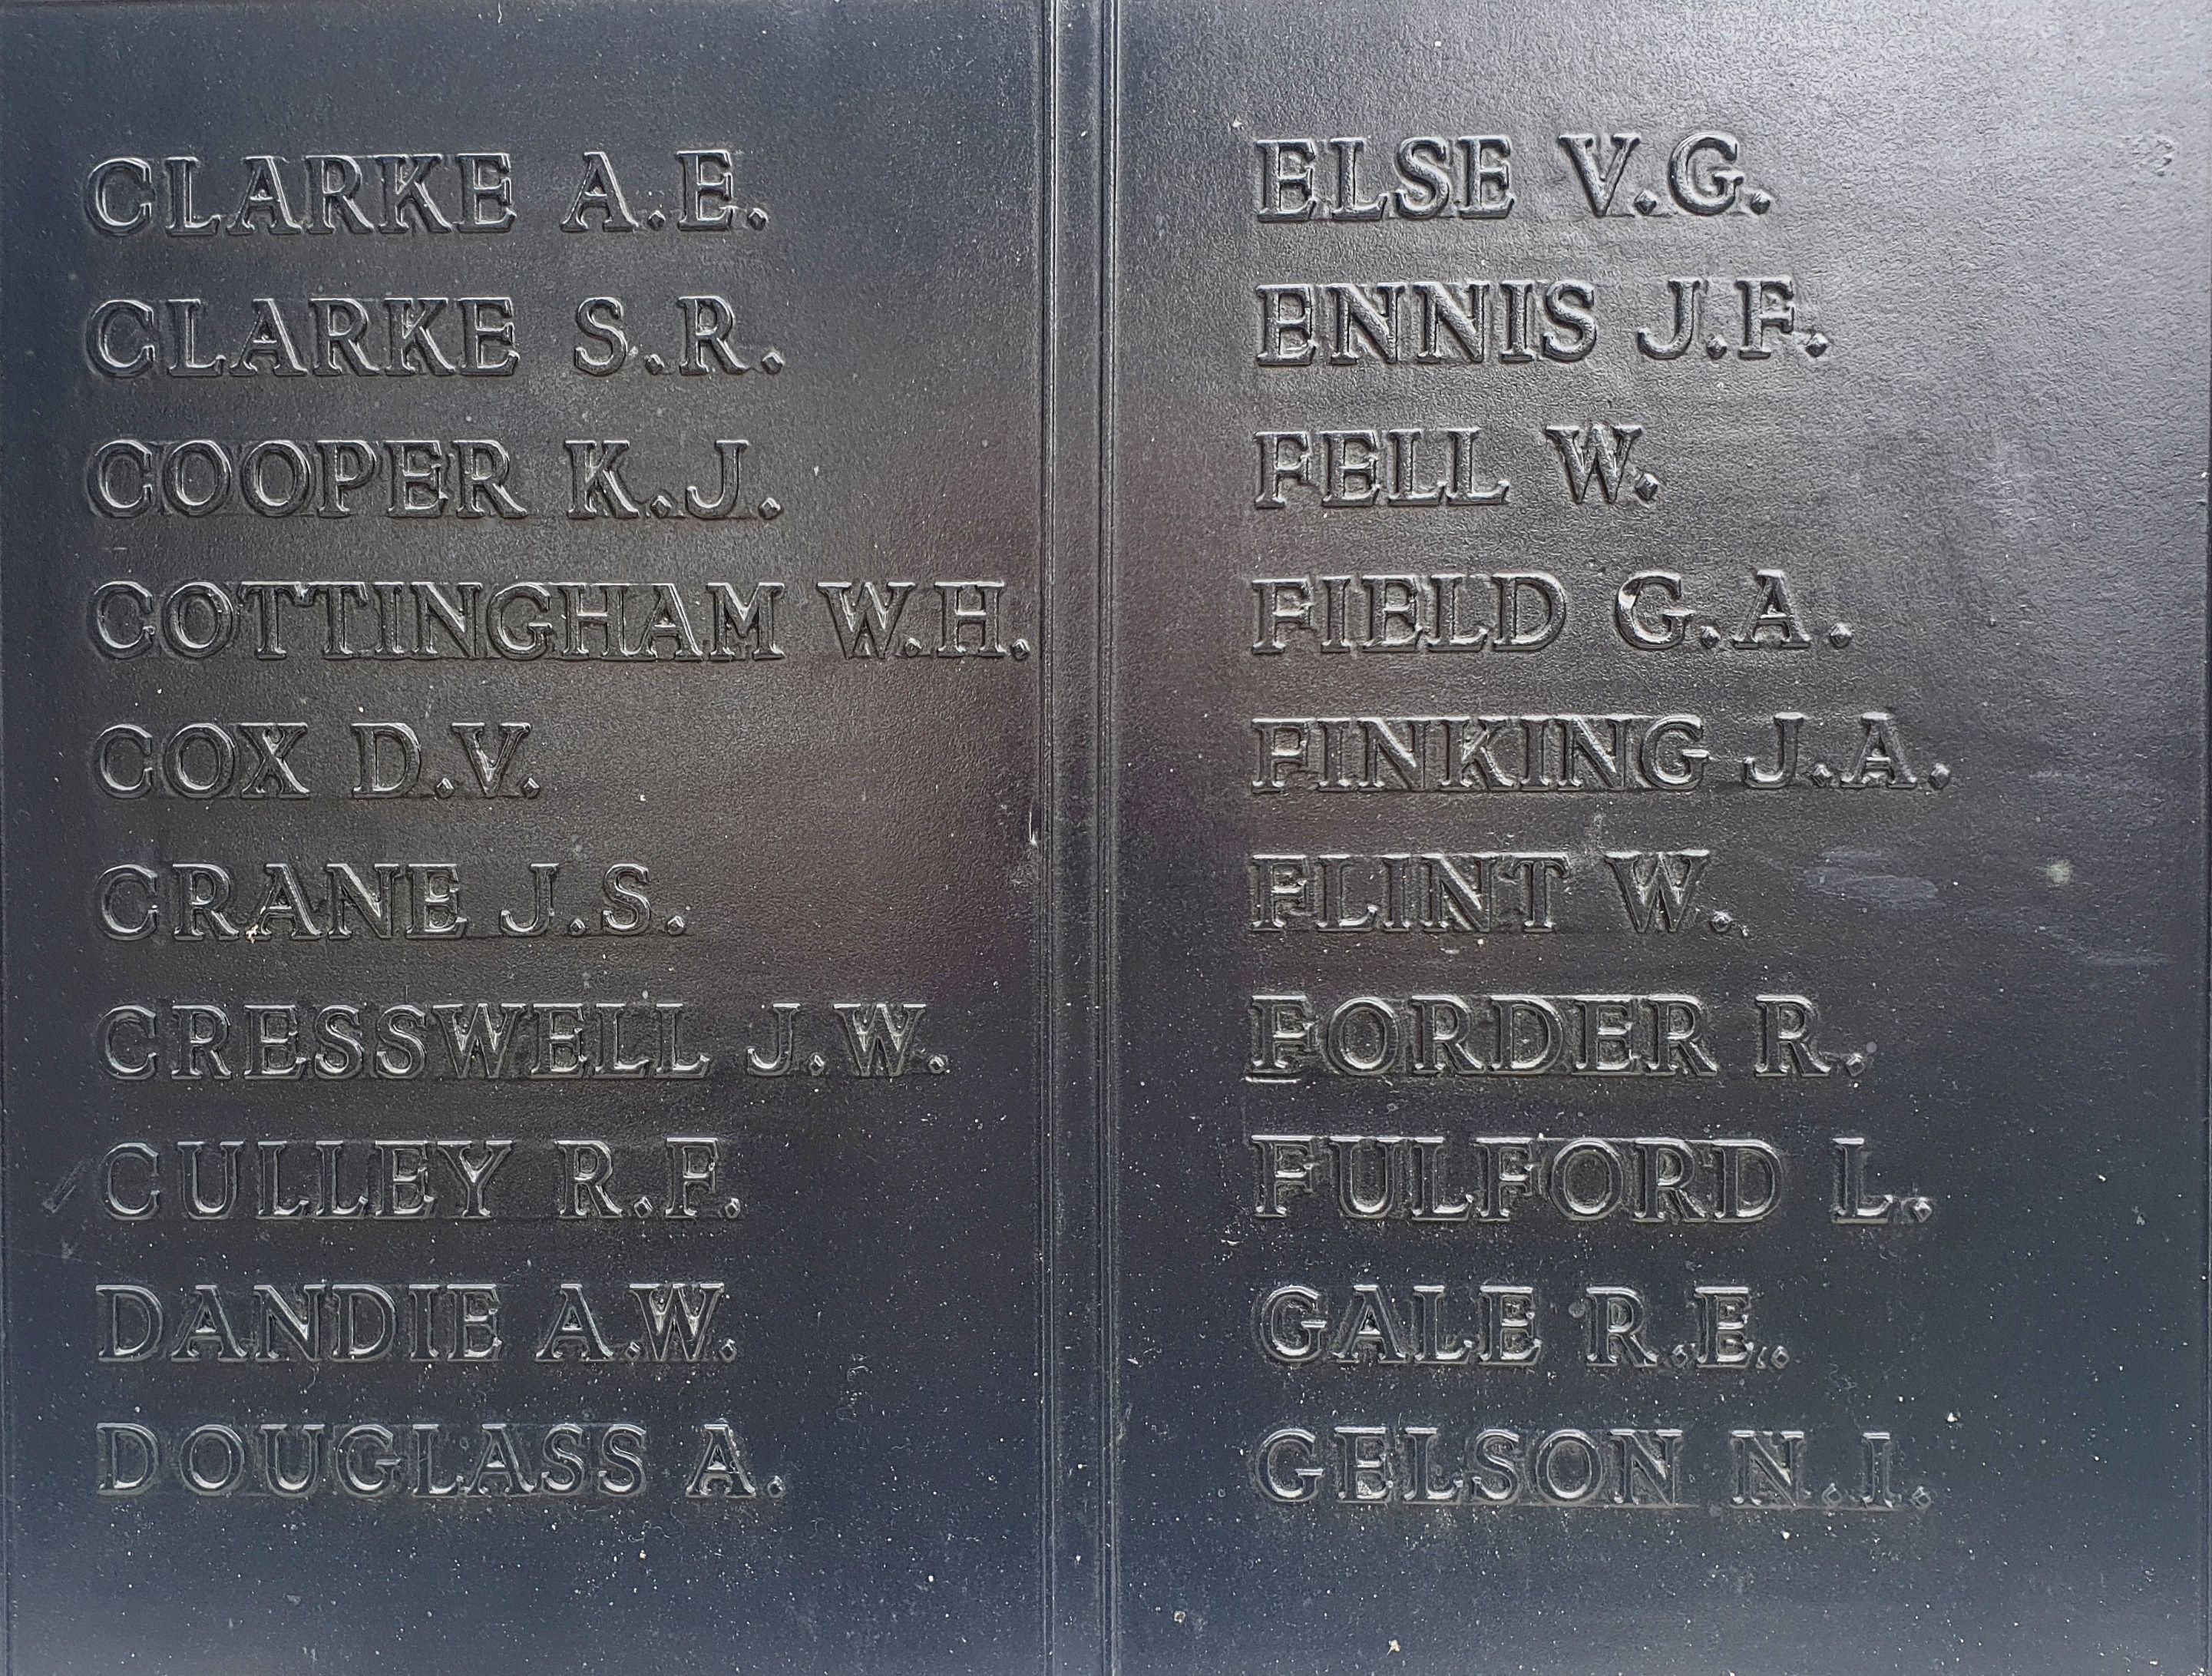 CLARKE A.E.
CLARKE S.R.
COOPER K.J.
COTTINGHAM W.H.
COX D.V.
CRANE J.S.
CRESSWELL J.W.
CULLEY R.F.
DANDIE A.W.
DOUGLASS A.
ELSE V.G.
ENNIS J.F.
FELL W.
FIELD G.A.
FINKING J.A.
FLINT W.
FORDER R.
FULFORD L.
GALE R.E.
GELSON N.I.